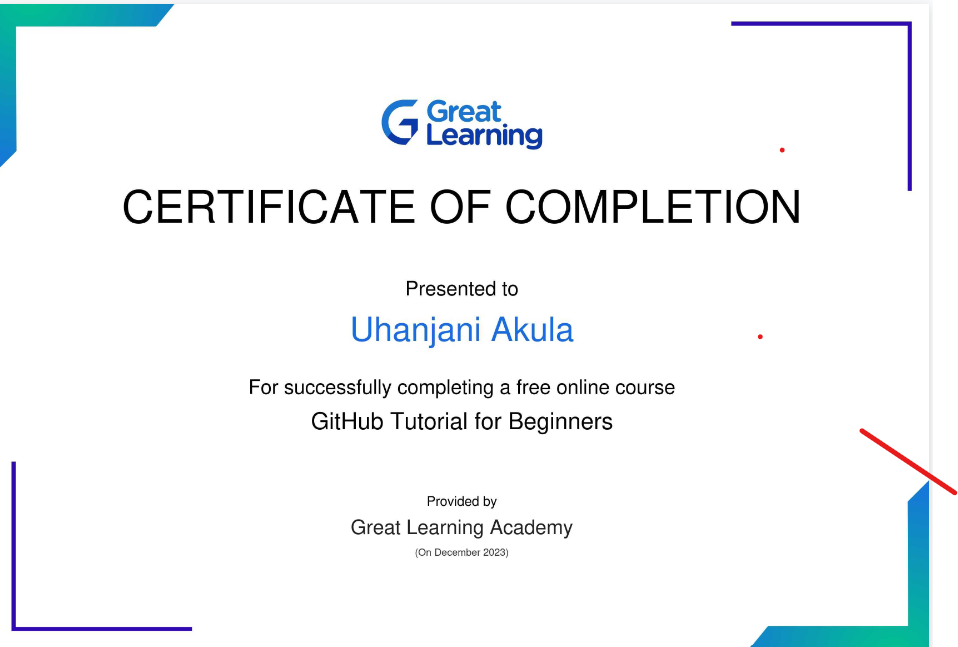 Great
Learning
CERTIFICATE OF COMPLETION
Presented to
Uhanjani Akula
For successfully completing a free online course
GitHub Tutorial for Beginners
Provided by
Great Learning Academy
(On December 2023)